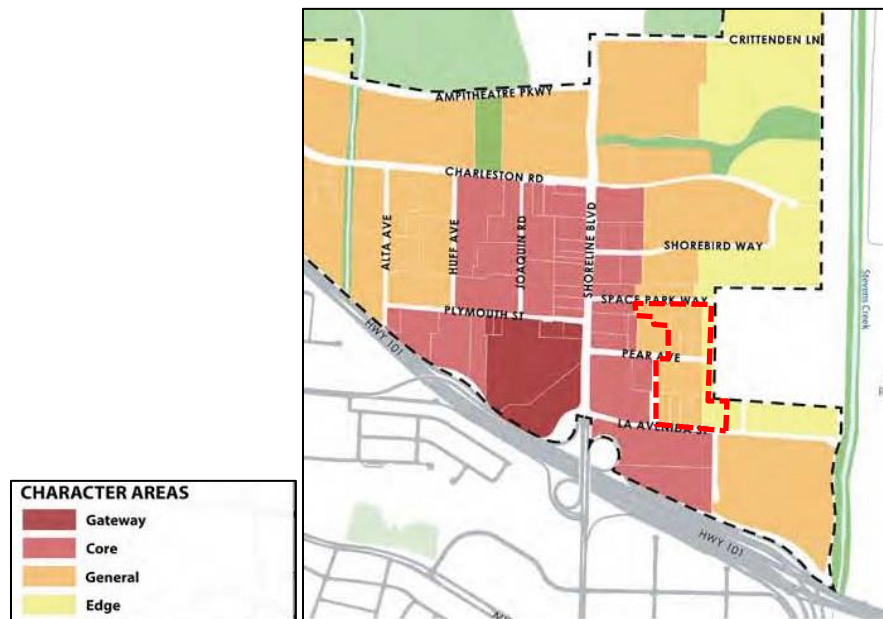 CRITTENDEN LN
AMPITHEATRE PKWY
CHARLESTON RD
ALTA AVE
HUFF AVE
JOAQUIN RD
SHORELINE BLVD
SHOREBIRD WAY
SPACE PARK WAY
PLYMOUTH ST
PEAR AVE
LA AVENIDA ST
HWY 101
HWY 101
Stevens Creek
CHARACTER AREAS
Gateway
Core
General
Edge